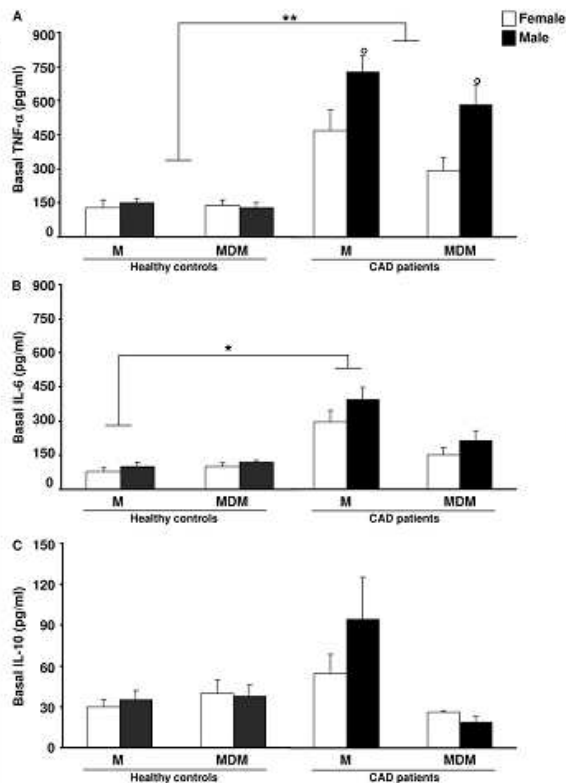 A
**
Female
Male
Basal TNF-α (pg/ml)
900
750
600
450
300
150
0
M
MDM
M
MDM
Healthy controls
CAD patients
B
*
Basal IL-6 (pg/ml)
900
750
600
450
300
150
0
M
MDM
M
MDM
Healthy controls
CAD patients
C
Basal IL-10 (pg/ml)
150
120
90
60
30
0
M
MDM
M
MDM
Healthy controls
CAD patients